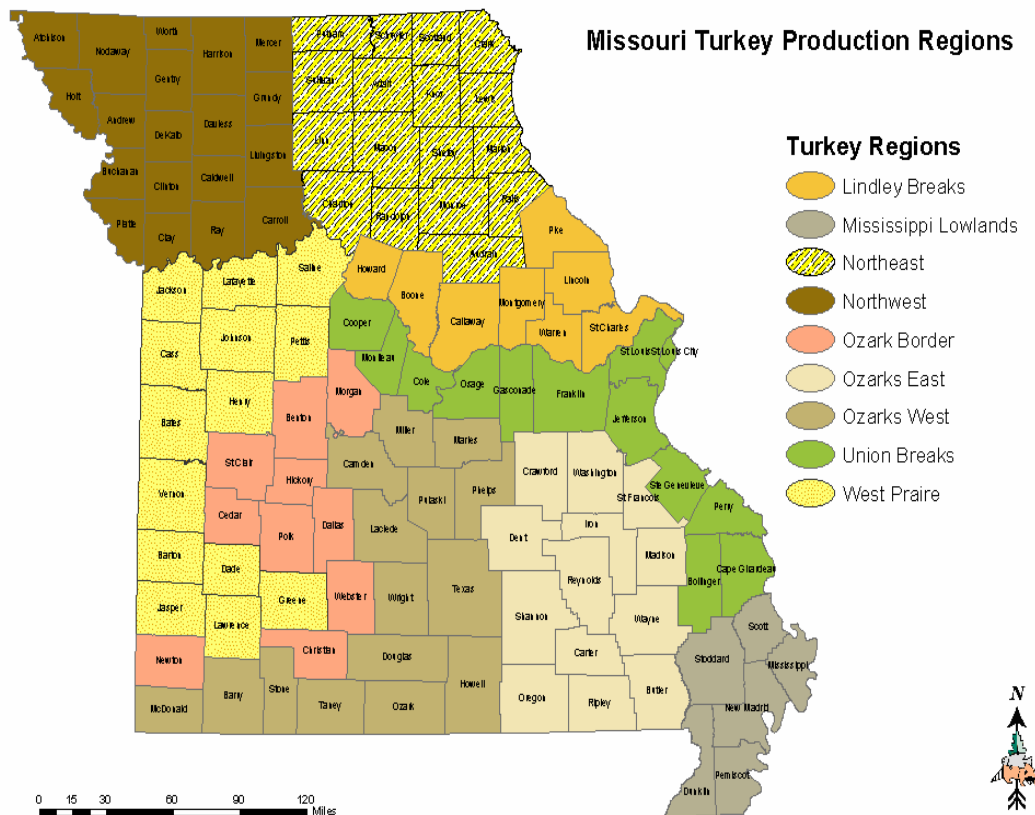 Missouri Turkey Production Regions
Turkey Regions
Lindley Breaks
Mississippi Lowlands
Northeast
Northwest
Ozark Border
Ozarks East
Ozarks West
Union Breaks
West Praire
Atchison
Nodaway
Worth
Harrison
Mercer
Putnam
Schuyler
Scotland
Clark
Holt
Gentry
Grundy
Sullivan
Adair
Knox
Lewis
Andrew
DeKalb
Daviess
Livingston
Linn
Macon
Shelby
Marion
Buchanan
Clinton
Caldwell
Chariton
Randolph
Monroe
Ralls
Platte
Clay
Ray
Carroll
Audrain
Pike
Jackson
Lafayette
Saline
Howard
Boone
Callaway
Montgomery
Lincoln
Warren
St Charles
Cass
Johnson
Pettis
Cooper
Moniteau
Cole
Osage
Gasconade
Franklin
St Louis
St Louis City
Jefferson
Bates
Henry
Benton
Morgan
Miller
Maries
Camden
St Clair
Hickory
Pulaski
Phelps
Crawford
Washington
St Francois
Ste Genevieve
Perry
Vernon
Cedar
Polk
Dallas
Laclede
Dent
Iron
Madison
Bollinger
Cape Girardeau
Barton
Dade
Greene
Webster
Wright
Texas
Shannon
Reynolds
Wayne
Jasper
Lawrence
Christian
Douglas
Howell
Carter
Stoddard
Scott
Mississippi
Newton
McDonald
Barry
Stone
Taney
Ozark
Oregon
Ripley
Butler
New Madrid
Dunklin
Pemiscot
N
0 15 30 60 90 120
Miles